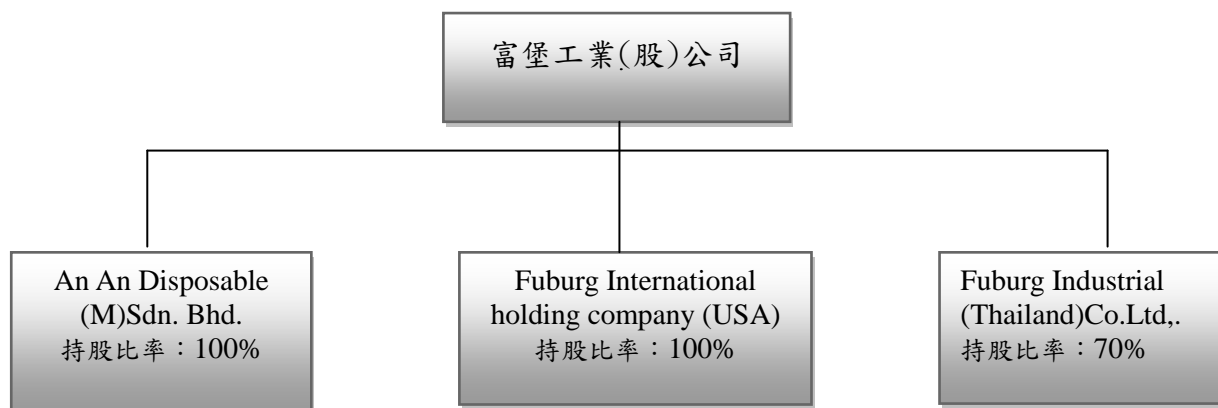 富堡工業(股)公司
An An Disposable
(M)Sdn. Bhd.
持股比率：100%
Fuburg International
holding company (USA)
持股比率：100%
Fuburg Industrial
(Thailand)Co.Ltd,.
持股比率：70%